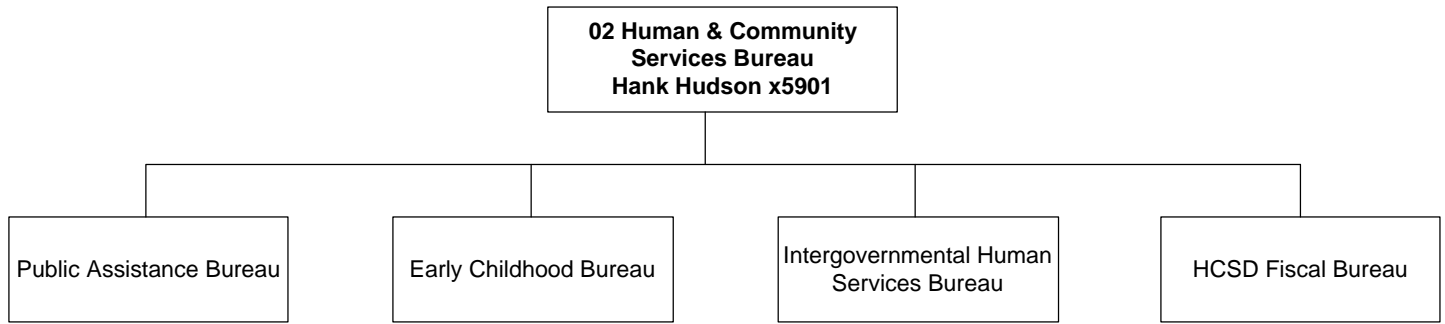 02 Human & Community
Services Bureau
Hank Hudson x5901
Public Assistance Bureau
Early Childhood Bureau
Intergovernmental Human
Services Bureau
HCSD Fiscal Bureau